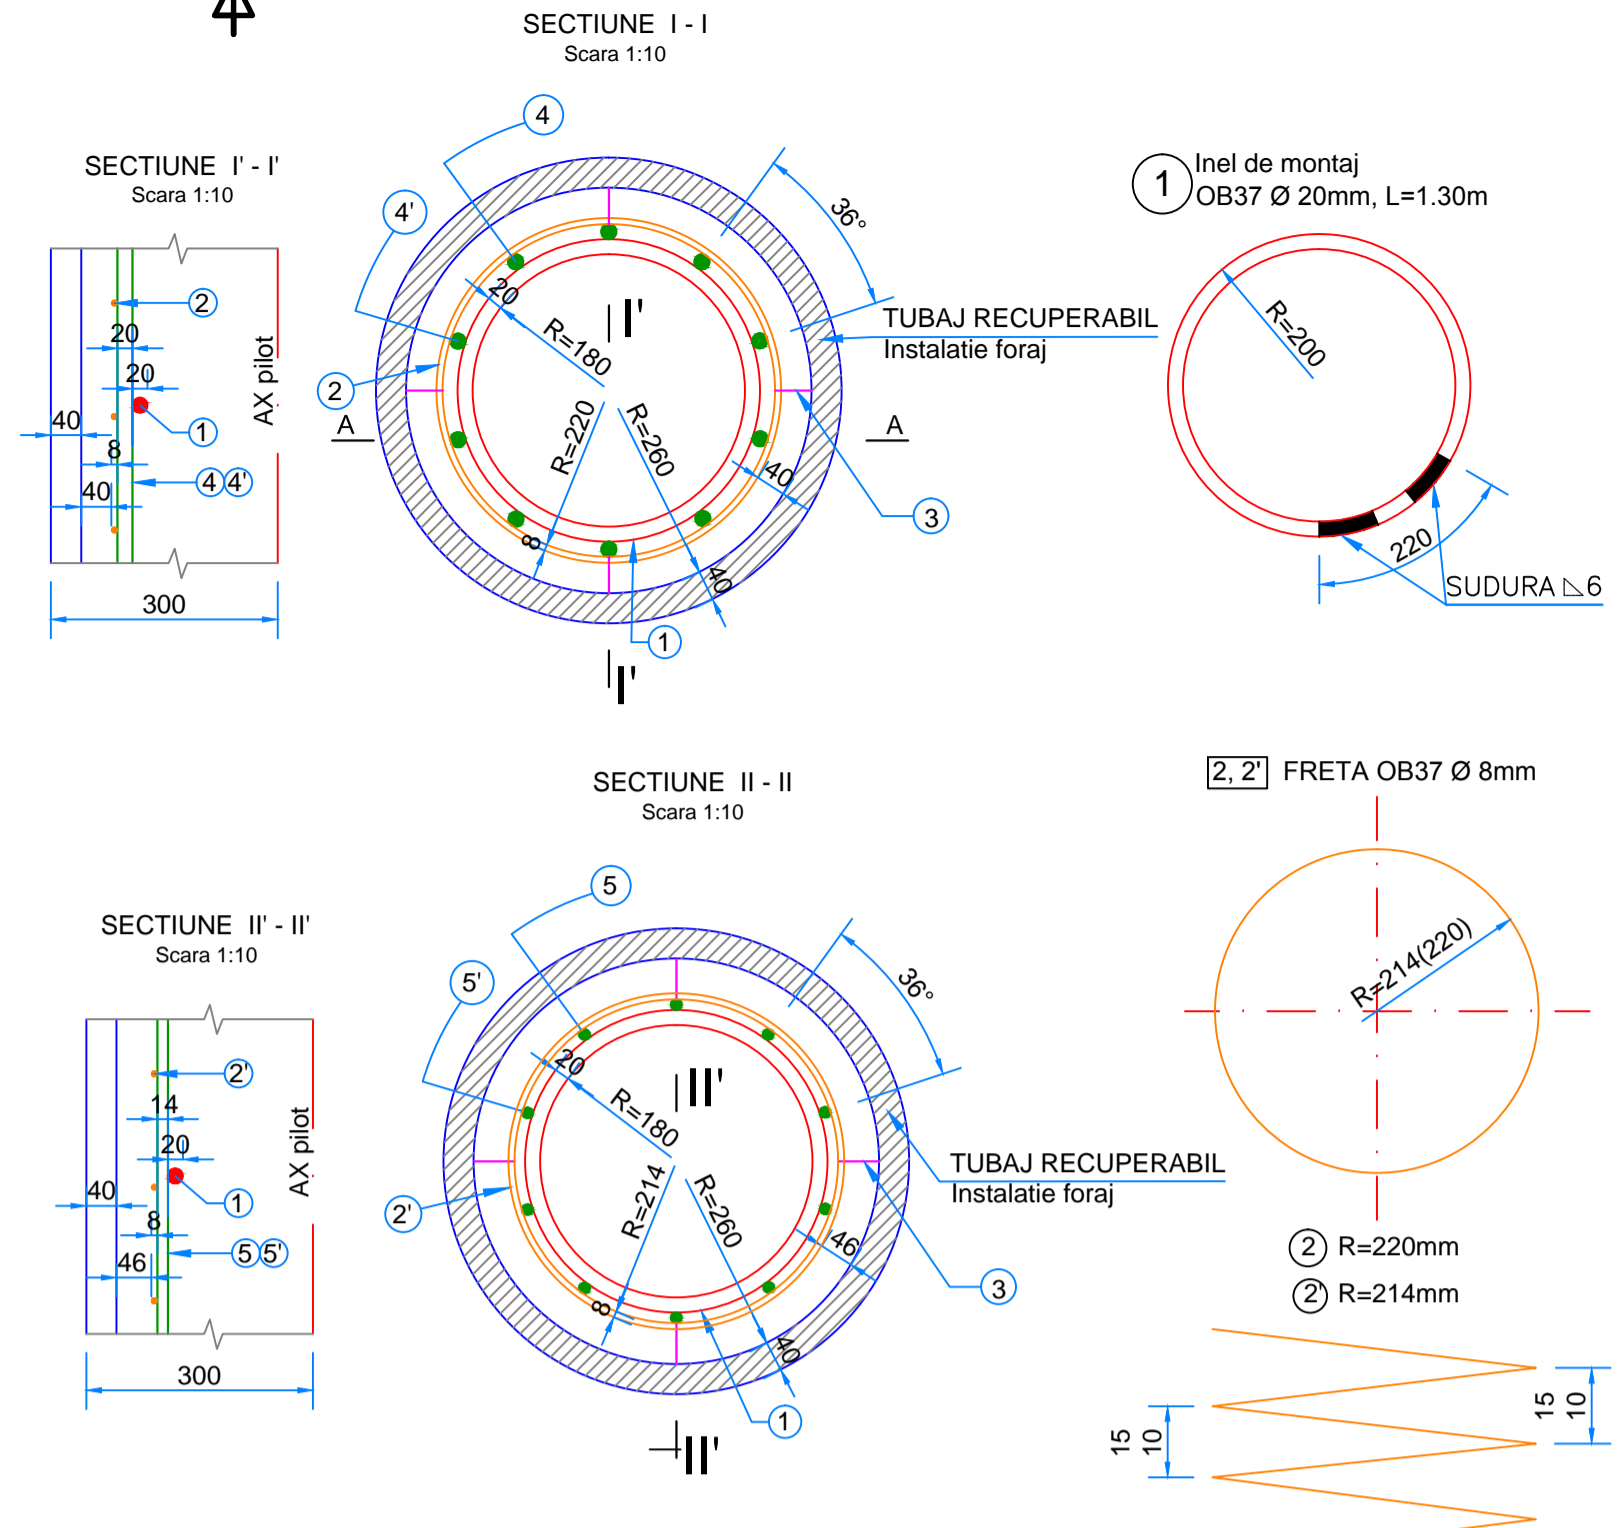 SECTIUNE I - I
Scara 1:10
4
4'
36°
20
R=180
I'
2
R=220
R=260
A
A
40
8
40
3
1
I'
TUBAJ RECUPERABIL
Instalatie foraj
SECTIUNE I' - I'
Scara 1:10
2
20
20
AX pilot
40
1
8
4 4'
40
300
1
Inel de montaj
OB37 Ø 20mm, L=1.30m
R=200
220
SUDURA ⊿6
SECTIUNE II - II
Scara 1:10
5
5'
36°
20
R=180
II'
2'
R=214
R=260
46
8
40
3
1
II'
TUBAJ RECUPERABIL
Instalatie foraj
SECTIUNE II' - II'
Scara 1:10
2'
14
20
AX pilot
40
1
8
5 5'
46
300
2, 2' FRETA OB37 Ø 8mm
R=214(220)
2 R=220mm
2' R=214mm
15
10
15
10